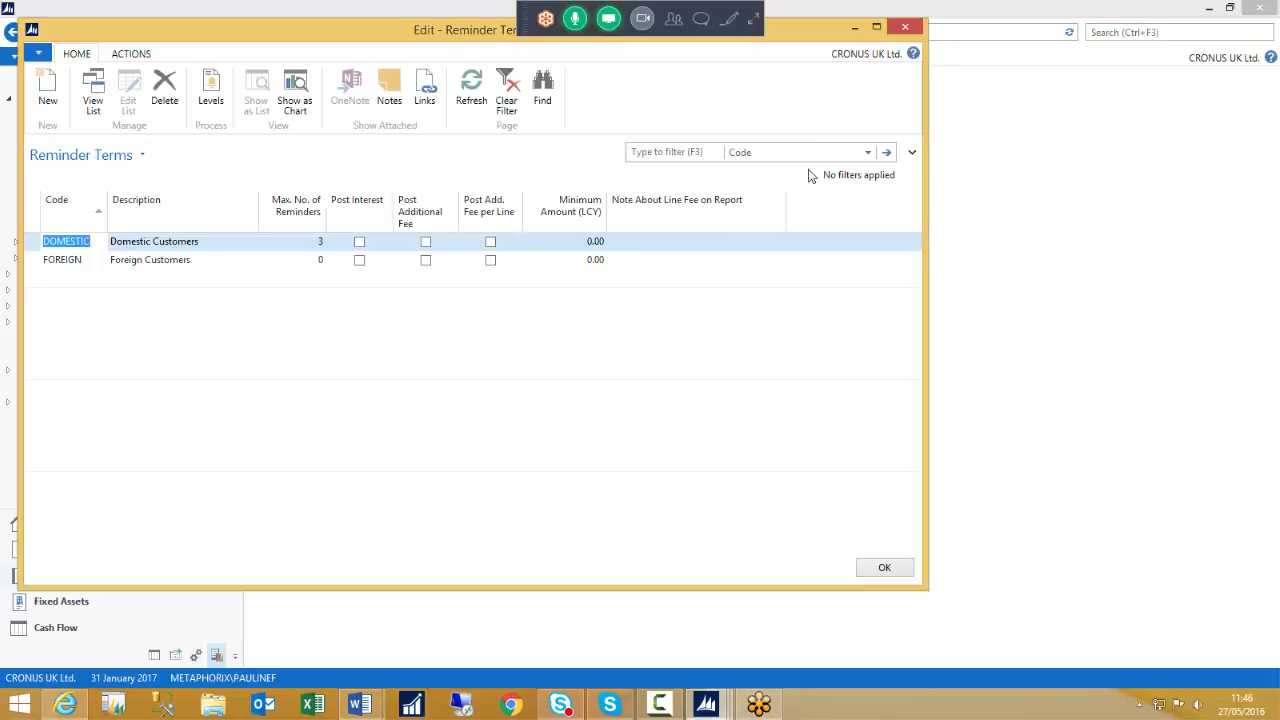 Edit - Reminder Ter
Search (Ctrl+F3)
HOME
ACTIONS
CRONUS UK Ltd.
CRONUS UK Ltd.
New
View List
Edit List
Delete
Levels
Show as List
Show as Chart
OneNote
Notes
Links
Refresh
Clear Filter
Find
New
Manage
Process
View
Show Attached
Page
Reminder Terms
Type to filter (F3)
Code
No filters applied
Code
Description
Max. No. of Reminders
Post Interest
Post Additional Fee
Post Add. Fee per Line
Minimum Amount (LCY)
Note About Line Fee on Report
DOMESTIC
Domestic Customers
3
0.00
FOREIGN
Foreign Customers
0
0.00
OK
Fixed Assets
Cash Flow
CRONUS UK Ltd.
31 January 2017
METAPHORIX\PAULINEF
11:46
27/05/2016